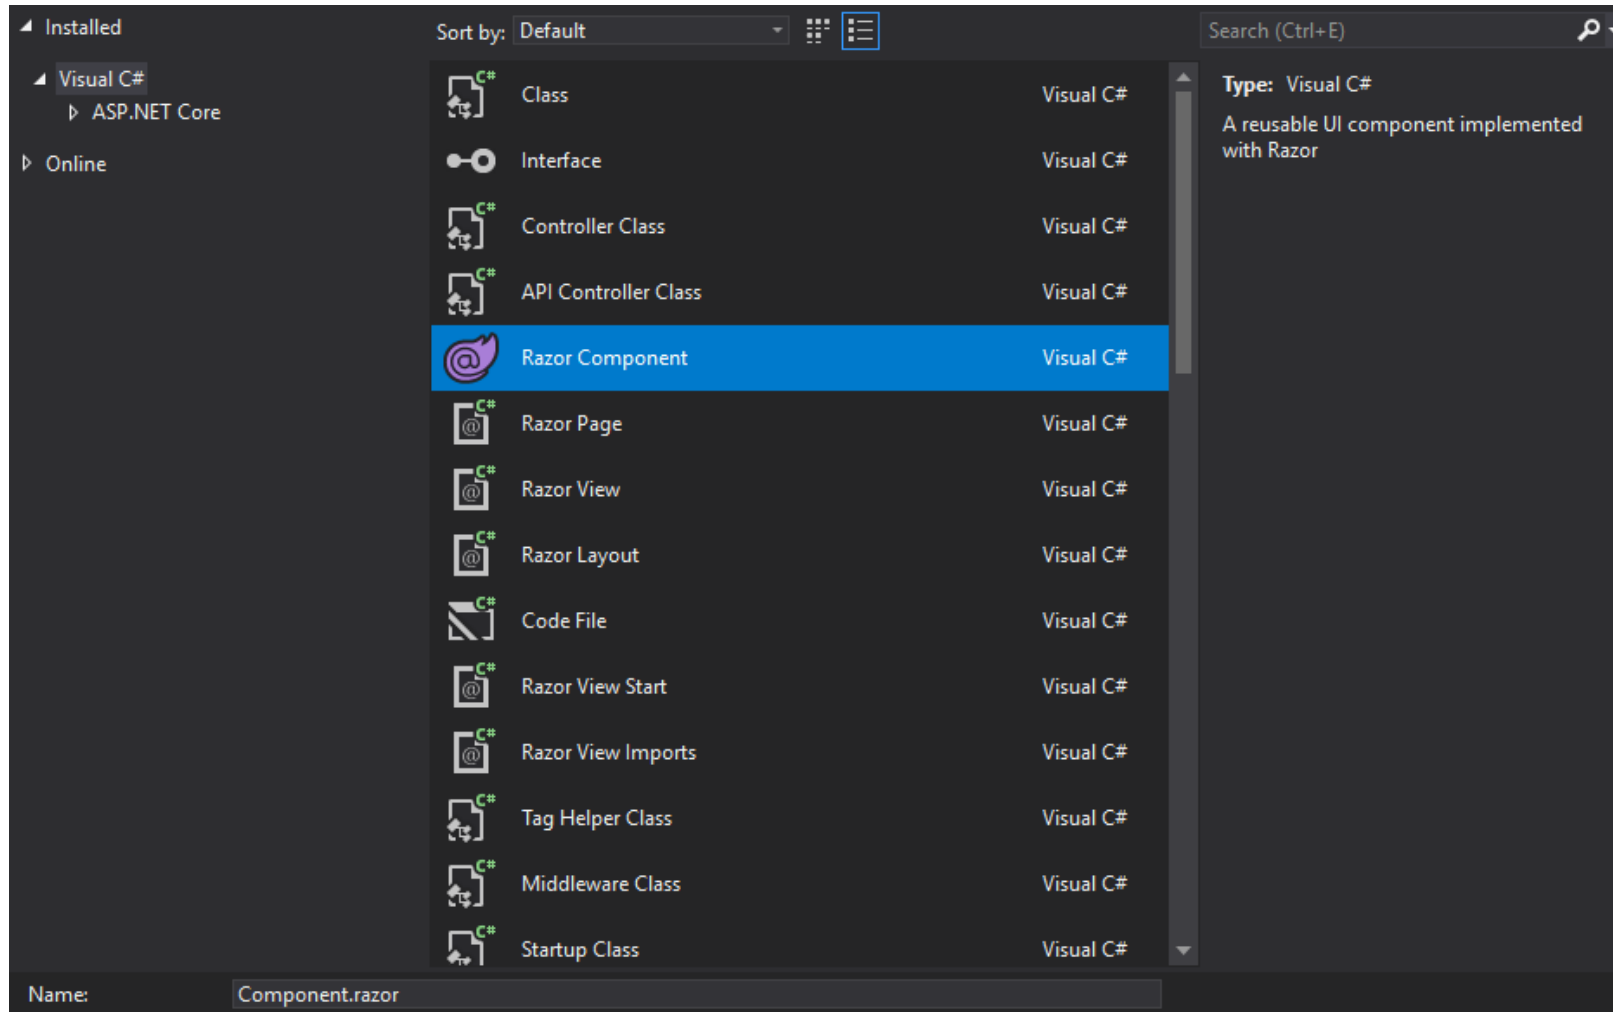 Installed
Visual C#
ASP.NET Core
Online
Sort by: Default
Class Visual C#
Interface Visual C#
Controller Class Visual C#
API Controller Class Visual C#
Razor Component Visual C#
Razor Page Visual C#
Razor View Visual C#
Razor Layout Visual C#
Code File Visual C#
Razor View Start Visual C#
Razor View Imports Visual C#
Tag Helper Class Visual C#
Middleware Class Visual C#
Startup Class Visual C#
Search (Ctrl+E)
Type: Visual C#
A reusable UI component implemented
with Razor
Name: Component.razor